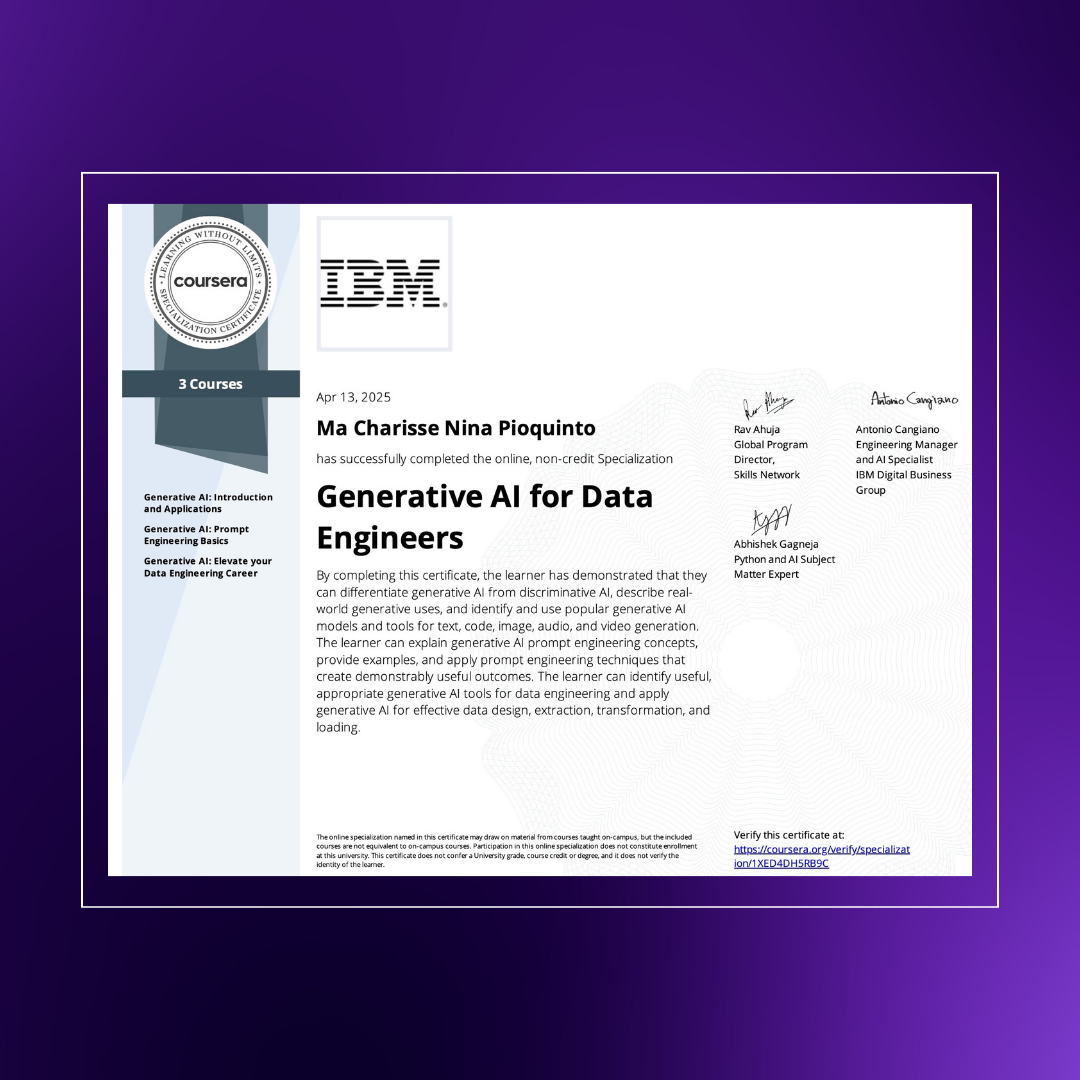 LEARNING WITHOUT LIMITS
coursera
SPECIALIZATION CERTIFICATE
3 Courses
Generative AI: Introduction
and Applications
Generative AI: Prompt
Engineering Basics
Generative AI: Elevate your
Data Engineering Career
IBM
Apr 13, 2025
Ma Charisse Nina Pioquinto
has successfully completed the online, non-credit Specialization
Generative AI for Data
Engineers
By completing this certificate, the learner has demonstrated that they
can differentiate generative AI from discriminative AI, describe real-
world generative uses, and identify and use popular generative AI
models and tools for text, code, image, audio, and video generation.
The learner can explain generative AI prompt engineering concepts,
provide examples, and apply prompt engineering techniques that
create demonstrably useful outcomes. The learner can identify useful,
appropriate generative AI tools for data engineering and apply
generative AI for effective data design, extraction, transformation, and
loading.
Rav Ahuja
Rav Ahuja
Global Program
Director,
Skills Network
Antonio Cangiano
Antonio Cangiano
Engineering Manager
and AI Specialist
IBM Digital Business
Group
Abhishek Gagneja
Python and AI Subject
Matter Expert
The online specialization named in this certificate may draw on material from courses taught on-campus, but the included
courses are not equivalent to on-campus courses. Participation in this online specialization does not constitute enrollment
at this university. This certificate does not confer a University grade, course credit or degree, and it does not verify the
identity of the learner.
Verify this certificate at:
https://coursera.org/verify/specializat
ion/1XED4DH5RB9C